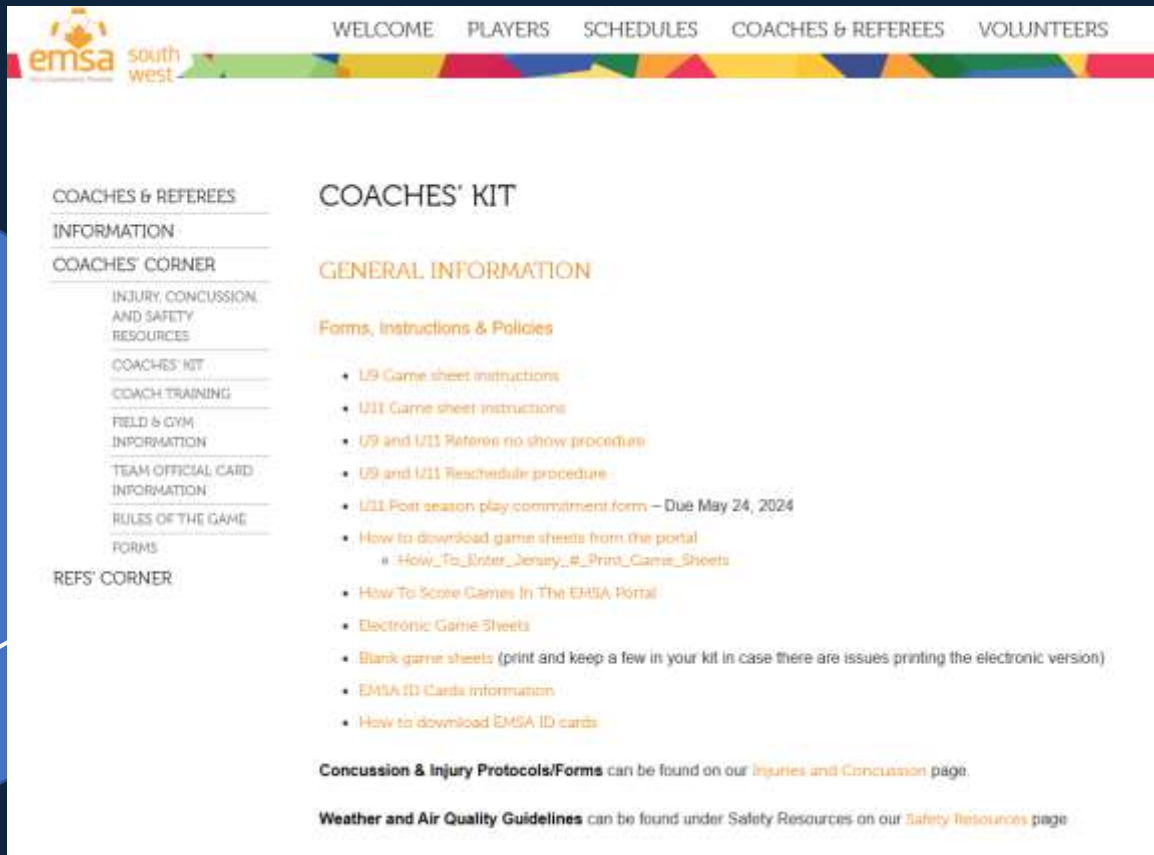 WELCOME PLAYERS SCHEDULES COACHES & REFEREES VOLUNTEERS
emsa south west
COACHES & REFEREES
INFORMATION
COACHES' CORNER
INJURY, CONCUSSION,
AND SAFETY
RESOURCES
COACHES' KIT
COACH TRAINING
FIELD & GYM
INFORMATION
TEAM OFFICIAL CARD
INFORMATION
RULES OF THE GAME
FORMS
REFS' CORNER
COACHES' KIT
GENERAL INFORMATION
Forms, Instructions & Policies
• U9 Game sheet instructions
• U11 Game sheet instructions
• U9 and U11 Referee no show procedure
• U9 and U11 Reschedule procedure
• U11 Post season play commitment form – Due May 24, 2024
• How to download game sheets from the portal
How_To_Enter_Jersey_#_Print_Game_Sheets
• How To Score Games In The EMSA Portal
• Electronic Game Sheets
• Blank game sheets (print and keep a few in your kit in case there are issues printing the electronic version)
• EMSA ID Cards Information
• How to download EMSA ID cards
Concussion & Injury Protocols/Forms can be found on our Injuries and Concussion page.
Weather and Air Quality Guidelines can be found under Safety Resources on our Safety Resources page